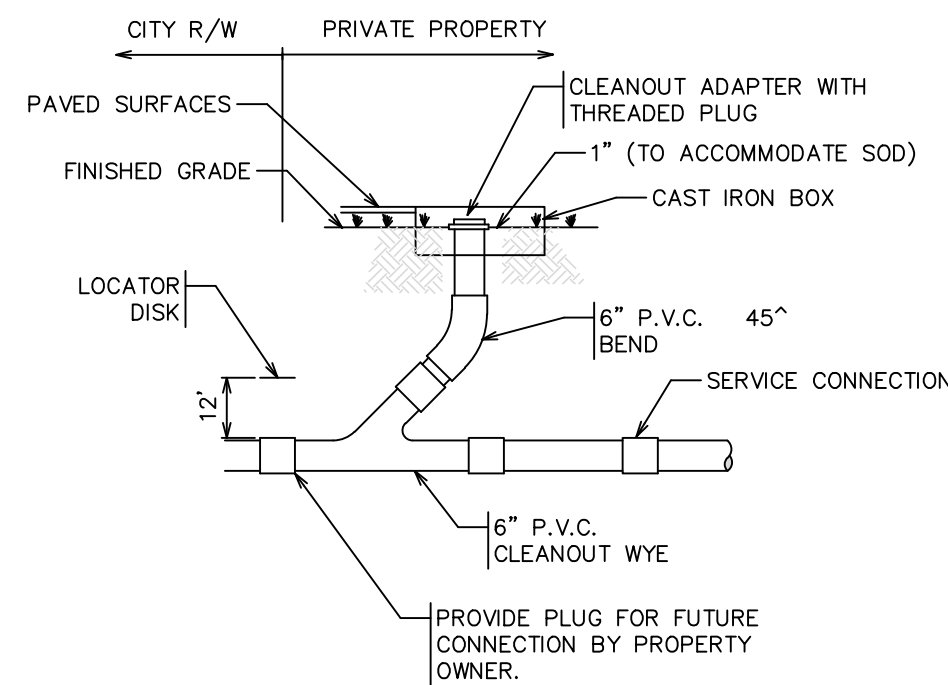 CITY R/W
PRIVATE PROPERTY
PAVED SURFACES
CLEANOUT ADAPTER WITH
THREADED PLUG
FINISHED GRADE
1" (TO ACCOMMODATE SOD)
CAST IRON BOX
LOCATOR
DISK
6" P.V.C. 45^
BEND
12'
SERVICE CONNECTION
6" P.V.C.
CLEANOUT WYE
PROVIDE PLUG FOR FUTURE
CONNECTION BY PROPERTY
OWNER.